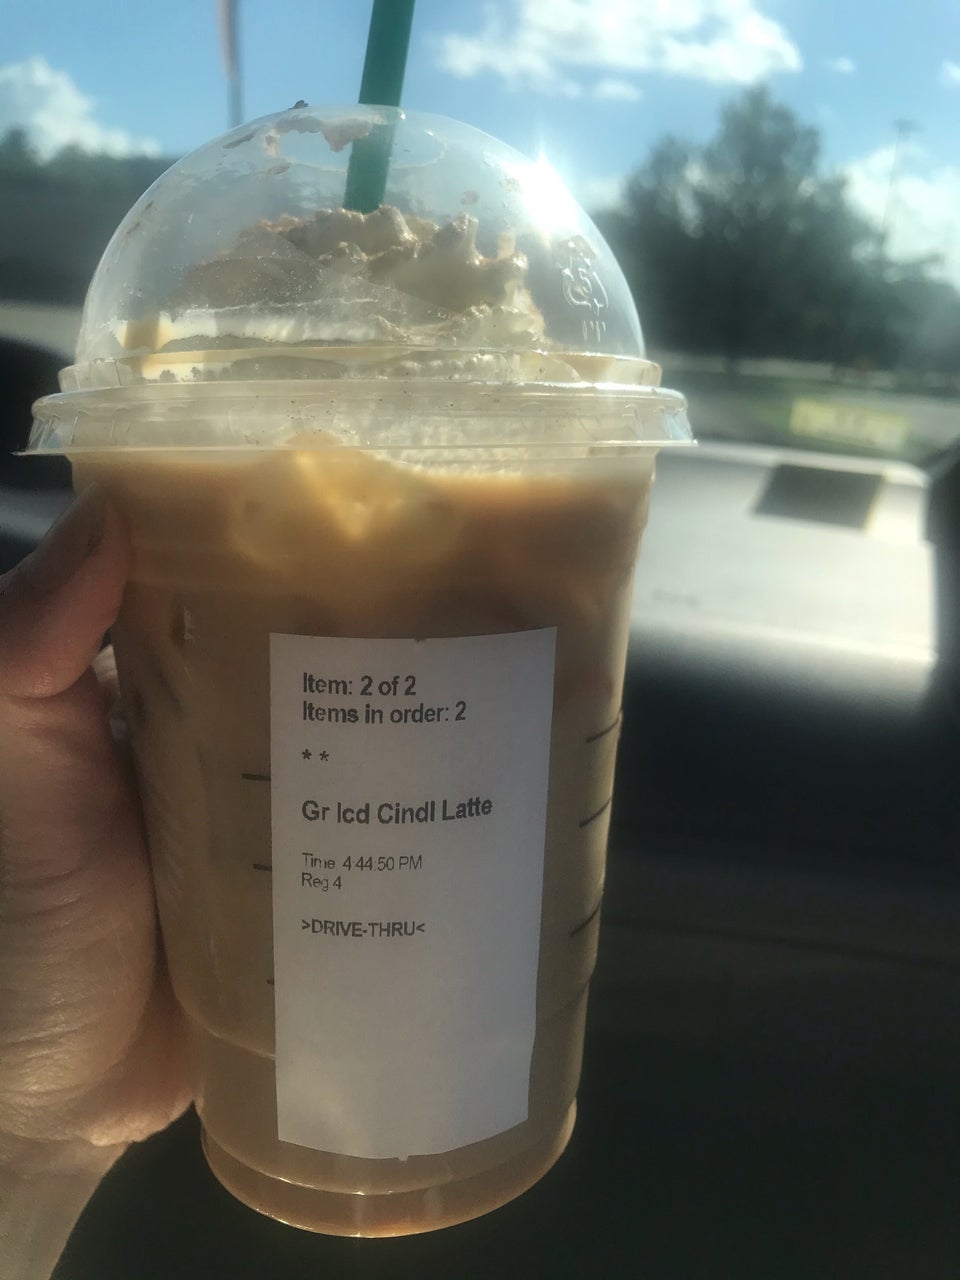 Item: 2 of 2
Items in order: 2
* *
Gr Icd Cindl Latte
Time 4:44:50 PM
Reg 4
>DRIVE-THRU<